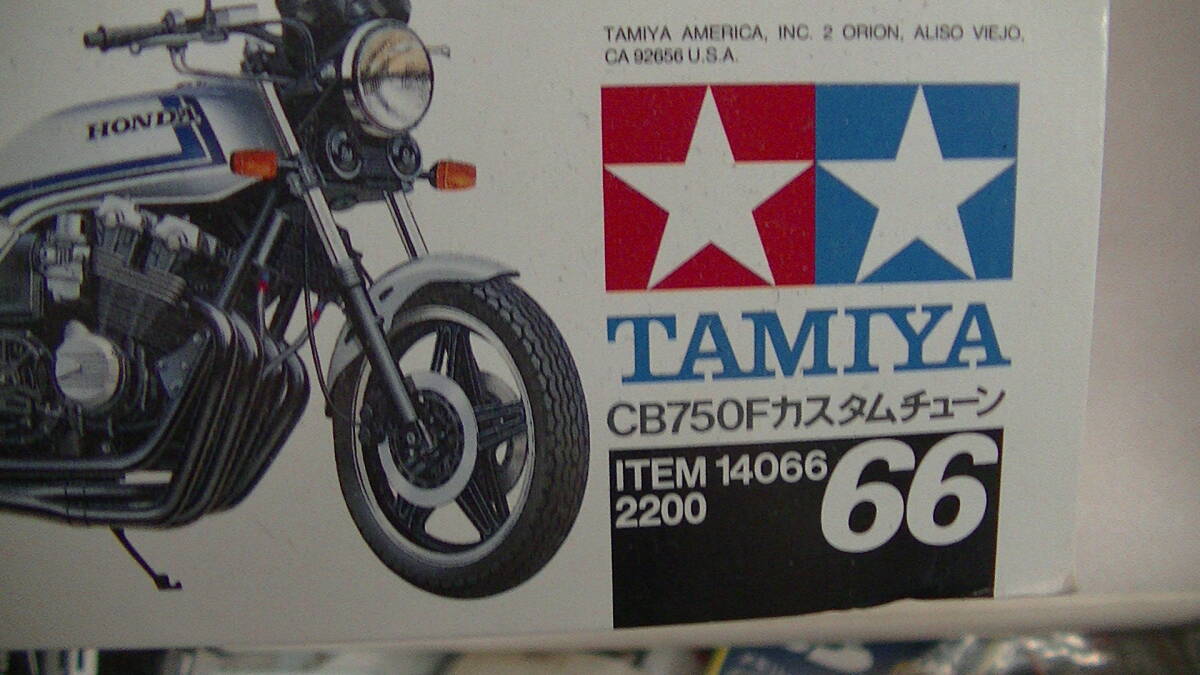 TAMIYA AMERICA, INC. 2 ORION, ALISO VIEJO,
CA 92656 U.S.A.
HONDA
TAMIYA
CB750Fカスタムチューン
ITEM 14066
2200
66